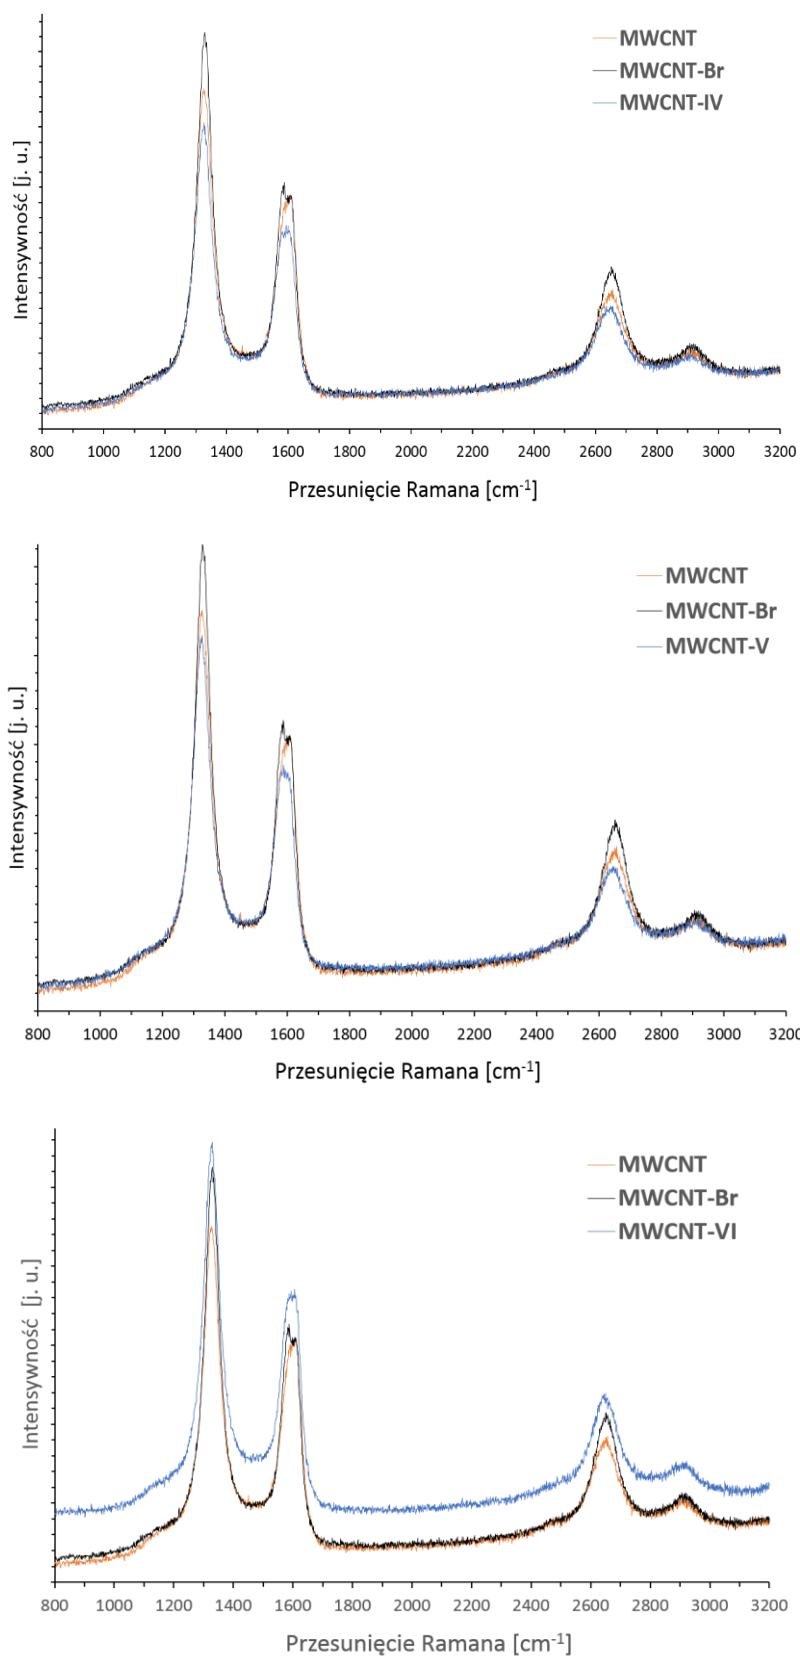 MWCNT
MWCNT-Br
MWCNT-IV
Intensywność [j. u.]
800 1000 1200 1400 1600 1800 2000 2200 2400 2600 2800 3000 3200
Przesunięcie Ramana [cm-1]
MWCNT
MWCNT-Br
MWCNT-V
Intensywność [j. u.]
800 1000 1200 1400 1600 1800 2000 2200 2400 2600 2800 3000 3200
Przesunięcie Ramana [cm-1]
MWCNT
MWCNT-Br
MWCNT-VI
Intensywność [j. u.]
800 1000 1200 1400 1600 1800 2000 2200 2400 2600 2800 3000 3200
Przesunięcie Ramana [cm-1]